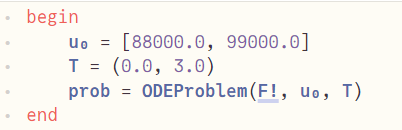 begin
u₀ = [88000.0, 99000.0]
T = (0.0, 3.0)
prob = ODEProblem(F!, u₀, T)
end